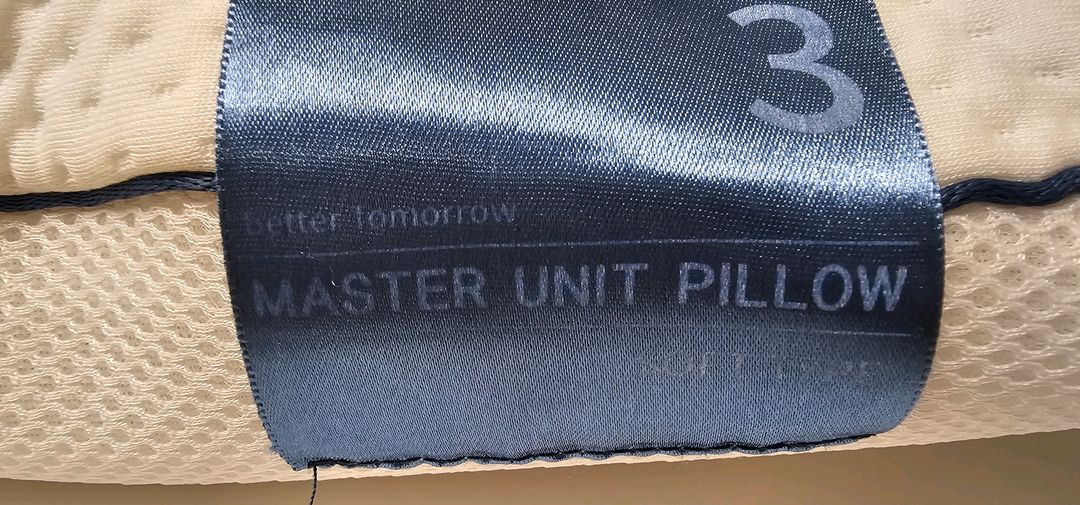 3
Better Tomorrow
MASTER UNIT PILLOW